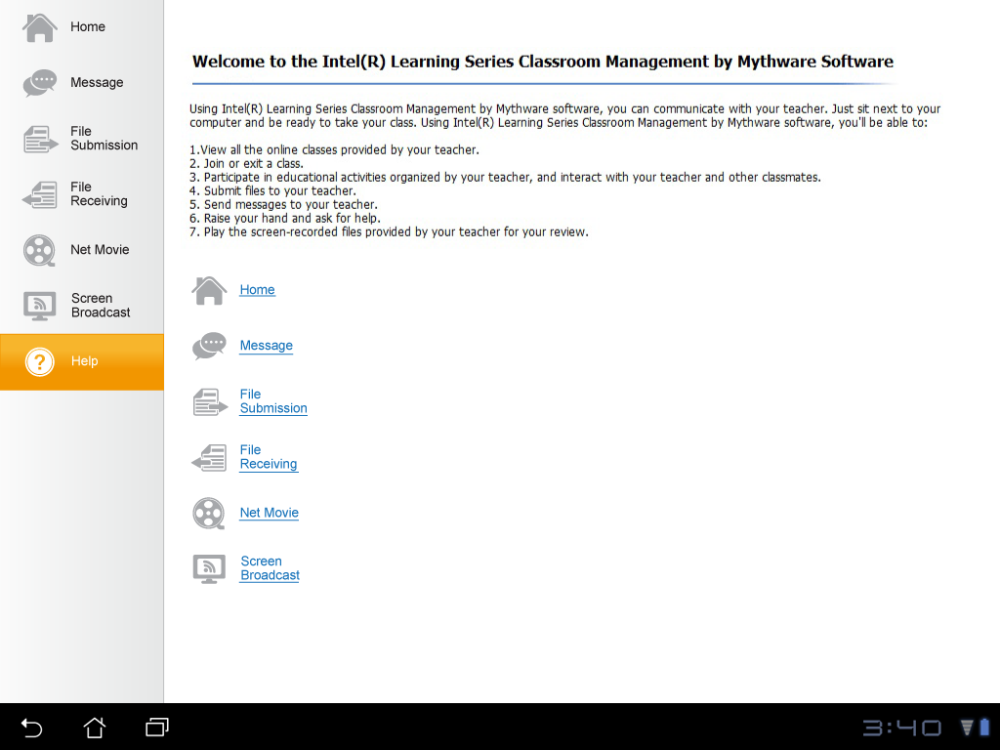 Home
Message
File
Submission
File
Receiving
Net Movie
Screen
Broadcast
? Help
Welcome to the Intel(R) Learning Series Classroom Management by Mythware Software
Using Intel(R) Learning Series Classroom Management by Mythware software, you can communicate with your teacher. Just sit next to your
computer and be ready to take your class. Using Intel(R) Learning Series Classroom Management by Mythware software, you'll be able to:
1.View all the online classes provided by your teacher.
2. Join or exit a class.
3. Participate in educational activities organized by your teacher, and interact with your teacher and other classmates.
4. Submit files to your teacher.
5. Send messages to your teacher.
6. Raise your hand and ask for help.
7. Play the screen-recorded files provided by your teacher for your review.
Home
Message
File
Submission
File
Receiving
Net Movie
Screen
Broadcast
3:40